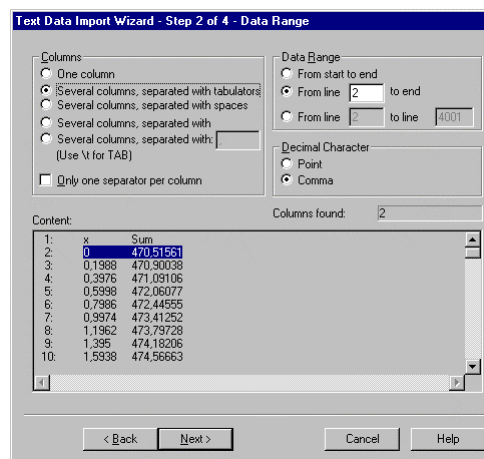 Text Data Import Wizard - Step 2 of 4 - Data Range
Columns
One column
Several columns, separated with tabulators
Several columns, separated with spaces
Several columns, separated with
Several columns, separated with:
(Use \t for TAB)
Only one separator per column
Data Range
From start to end
From line 2 to end
From line 2 to line 4001
Decimal Character
Point
Comma
Columns found: 2
Content:
1: x Sum
2: 0 470,51561
3: 0,1988 470,90038
4: 0,3976 471,09106
5: 0,5998 472,06077
6: 0,7986 472,44555
7: 0,9974 473,41252
8: 1,1962 473,79728
9: 1,395 474,18206
10: 1,5938 474,56663
< Back Next > Cancel Help